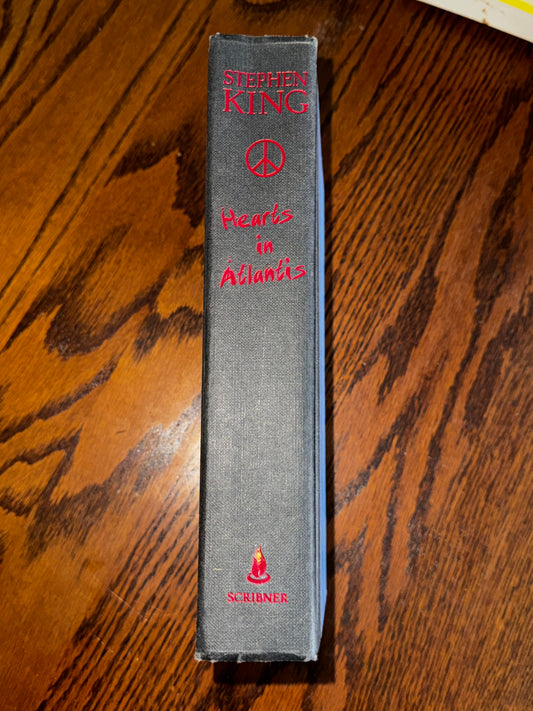 STEPHEN
KING
Hearts
in
Atlantis
SCRIBNER